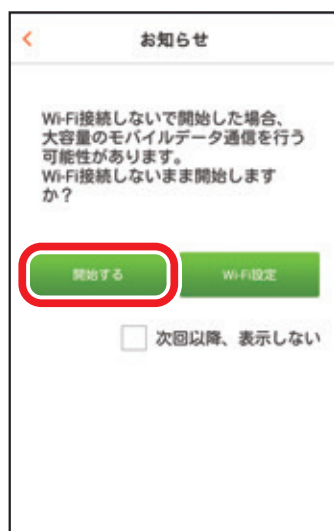 お知らせ
Wi-Fi接続しないで開始した場合、
大容量のモバイルデータ通信を行う
可能性があります。
Wi-Fi接続しないまま開始します
か？
開始する
Wi-Fi設定
次回以降、表示しない